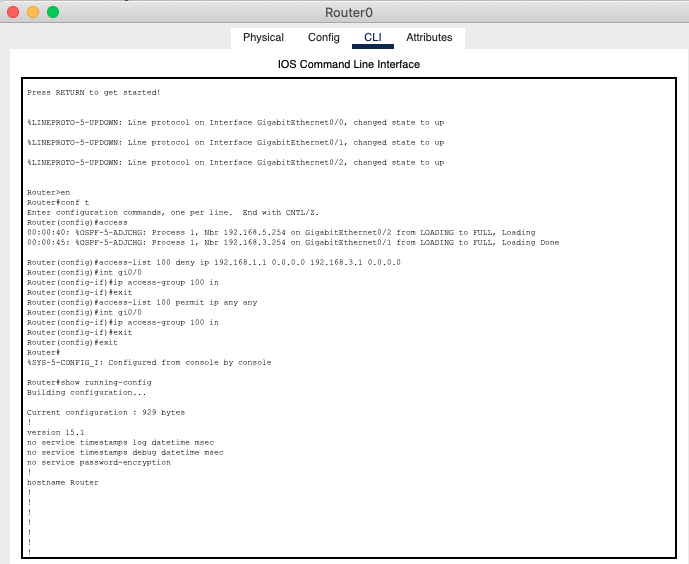 Router0
Physical Config CLI Attributes
IOS Command Line Interface
Press RETURN to get started!
%LINEPROTO-5-UPDOWN: Line protocol on Interface GigabitEthernet0/0, changed state to up
%LINEPROTO-5-UPDOWN: Line protocol on Interface GigabitEthernet0/1, changed state to up
%LINEPROTO-5-UPDOWN: Line protocol on Interface GigabitEthernet0/2, changed state to up
Router>en
Router#conf t
Enter configuration commands, one per line.  End with CNTL/Z.
Router(config)#access
00:00:40: %OSPF-5-ADJCHG: Process 1, Nbr 192.168.5.254 on GigabitEthernet0/2 from LOADING to FULL, Loading
00:00:45: %OSPF-5-ADJCHG: Process 1, Nbr 192.168.3.254 on GigabitEthernet0/1 from LOADING to FULL, Loading Done
Router(config)#access-list 100 deny ip 192.168.1.1 0.0.0.0 192.168.3.1 0.0.0.0
Router(config)#int gi0/0
Router(config-if)#ip access-group 100 in
Router(config-if)#exit
Router(config)#access-list 100 permit ip any any
Router(config)#int gi0/0
Router(config-if)#ip access-group 100 in
Router(config-if)#exit
Router(config)#exit
Router#
%SYS-5-CONFIG_I: Configured from console by console
Router#show running-config
Building configuration...
Current configuration : 929 bytes
!
version 15.1
no service timestamps log datetime msec
no service timestamps debug datetime msec
no service password-encryption
!
hostname Router
!
!
!
!
!
!
!